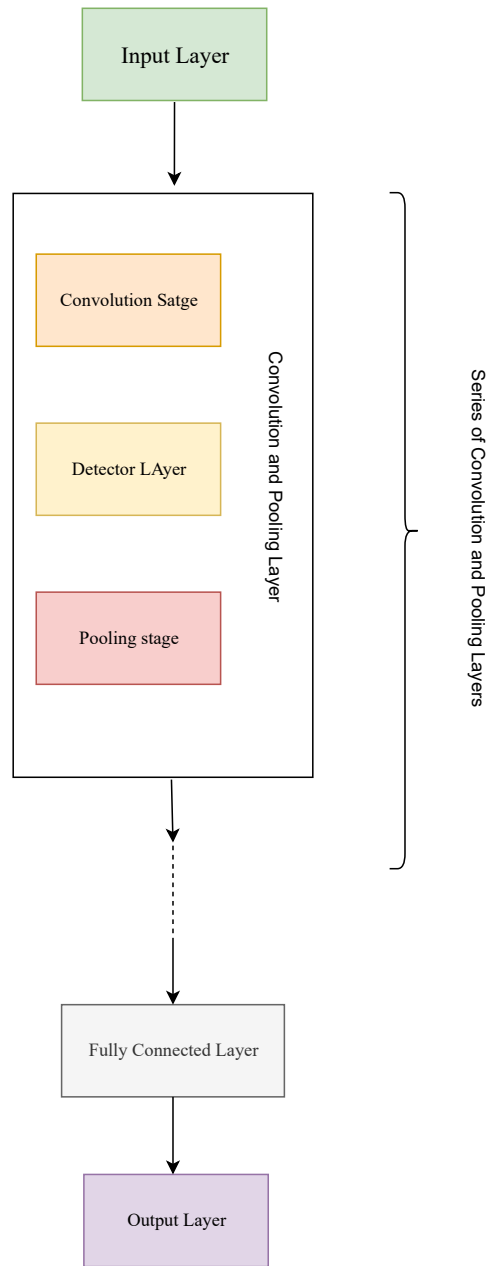 Input Layer
Convolution Satge
Detector LAyer
Pooling stage
Convolution and Pooling Layer
Series of Convolution and Pooling Layers
Fully Connected Layer
Output Layer